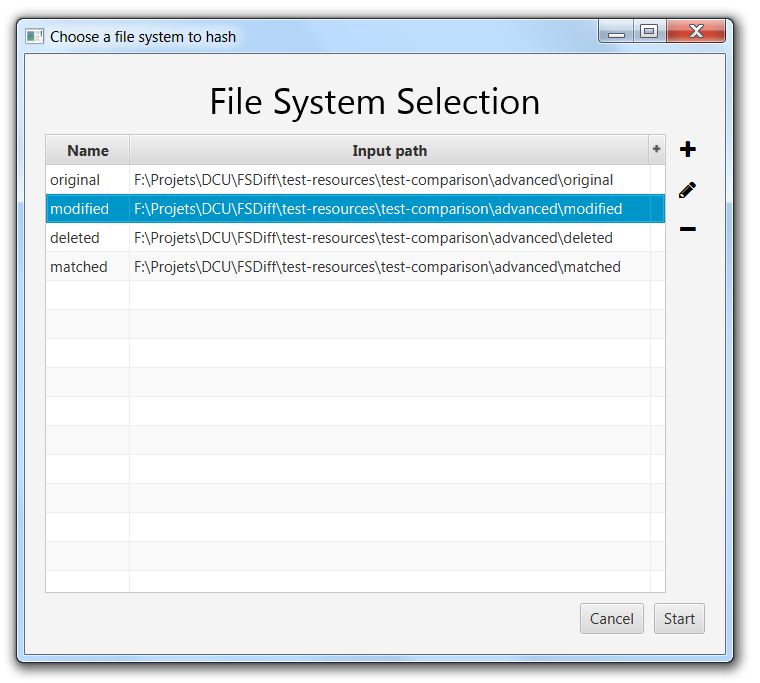 Choose a file system to hash
File System Selection
Name Input path
original F:\Projets\DCU\FSDiff\test-resources\test-comparison\advanced\original
modified F:\Projets\DCU\FSDiff\test-resources\test-comparison\advanced\modified
deleted F:\Projets\DCU\FSDiff\test-resources\test-comparison\advanced\deleted
matched F:\Projets\DCU\FSDiff\test-resources\test-comparison\advanced\matched
Cancel Start